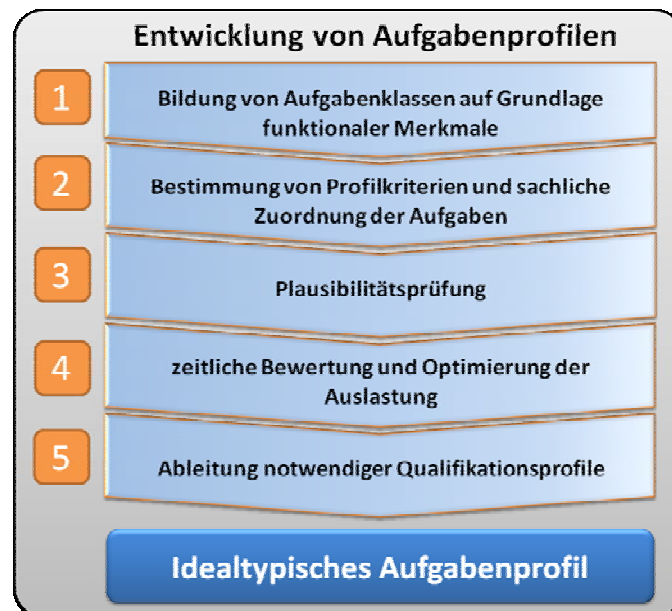 Entwicklung von Aufgabenprofilen
1
Bildung von Aufgabenklassen auf Grundlage
funktionaler Merkmale
2
Bestimmung von Profilkriterien und sachliche
Zuordnung der Aufgaben
3
Plausibilitätsprüfung
4
zeitliche Bewertung und Optimierung der
Auslastung
5
Ableitung notwendiger Qualifikationsprofile
Idealtypisches Aufgabenprofil